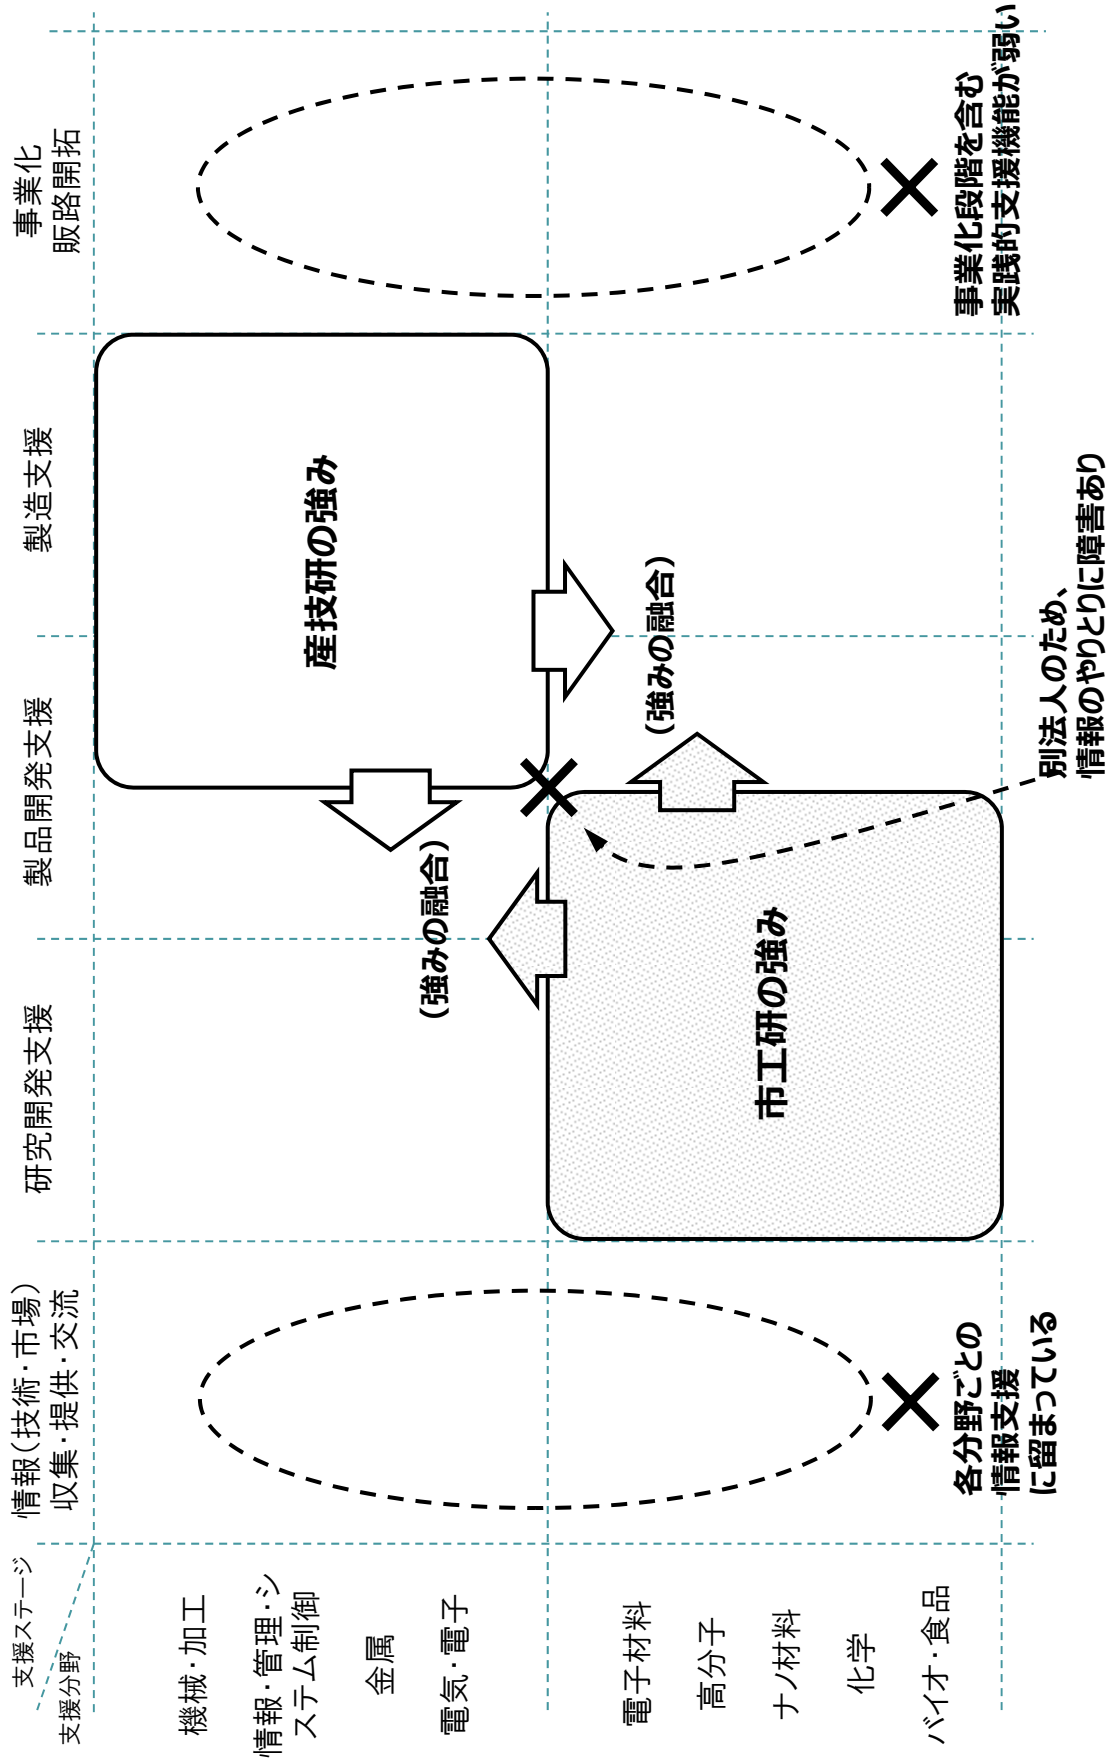 支援ステージ
支援分野
情報(技術・市場)
収集・提供・交流
研究開発支援
製品開発支援
製造支援
事業化
販路開拓
機械・加工
情報・管理・シ
ステム制御
金属
電気・電子
電子材料
高分子
ナノ材料
化学
バイオ・食品
産技研の強み
(強みの融合)
(強みの融合)
市工研の強み
各分野ごとの
情報支援
に留まっている
別法人のため、
情報のやりとりに障害あり
事業化段階を含む
実践的支援機能が弱い